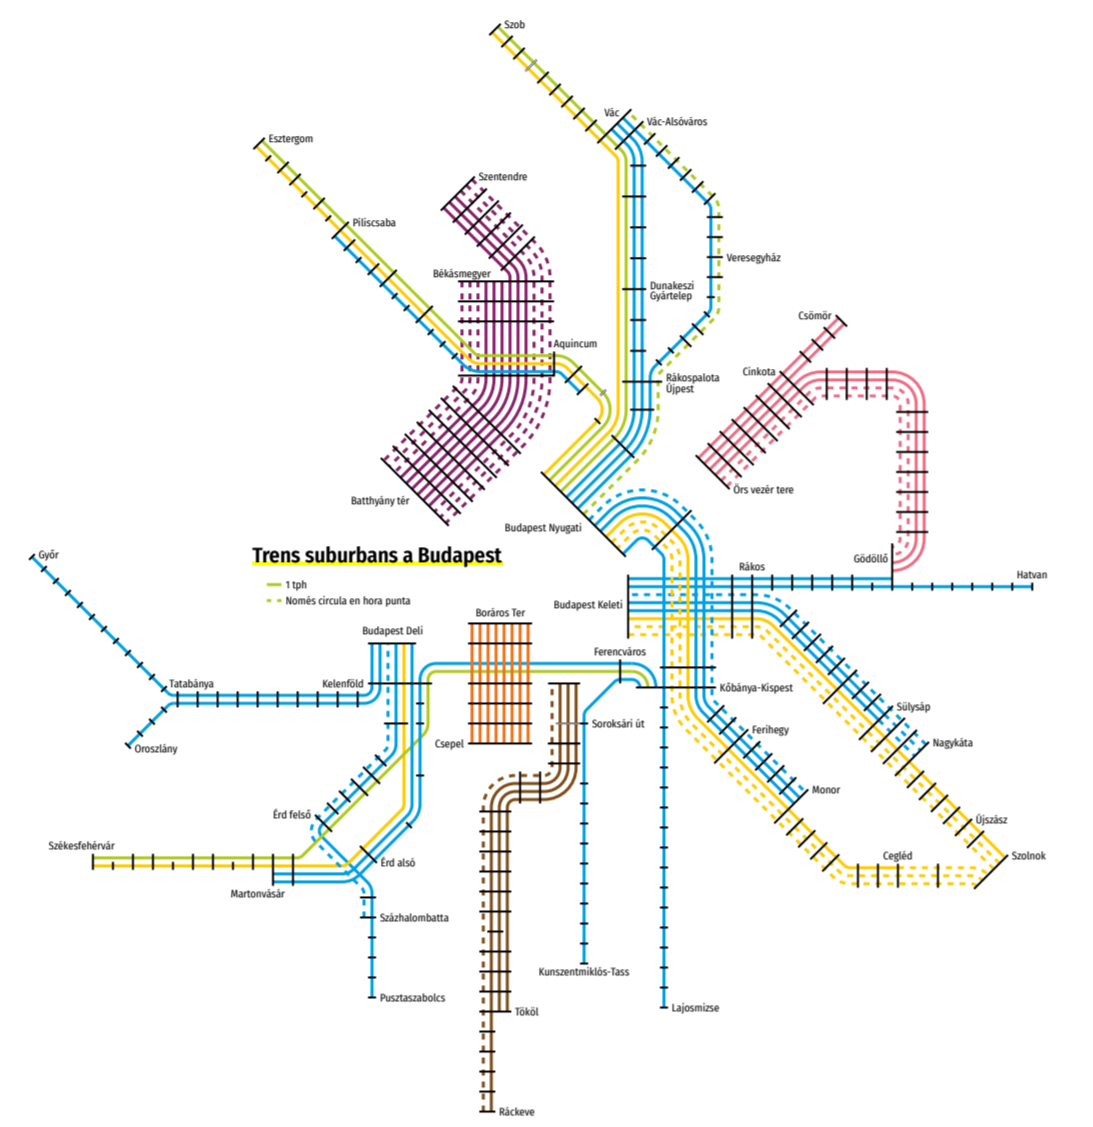 Szob
Vác
Vác-Alsóváros
Esztergom
Szentendre
Piliscsaba
Veresegyház
Békásmegyer
Dunakeszi
Gyártelep
Csömör
Aquincum
Cinkota
Rákospalota
Újpest
Örs vezér tere
Batthyány tér
Budapest Nyugati
Trens suburbans a Budapest
Győr
Gödöllő
Rákos
Hatvan
1 tph
Només circula en hora punta
Budapest Keleti
Boráros Ter
Budapest Deli
Ferencváros
Tatabánya
Kelenföld
Kőbánya-Kispest
Sülysáp
Soroksári út
Ferihegy
Nagykáta
Oroszlány
Csepel
Monor
Érd felső
Újszász
Székesfehérvár
Érd alsó
Cegléd
Szolnok
Martonvásár
Százhalombatta
Kunszentmiklós-Tass
Pusztaszabolcs
Tököl
Lajosmizse
Ráckeve